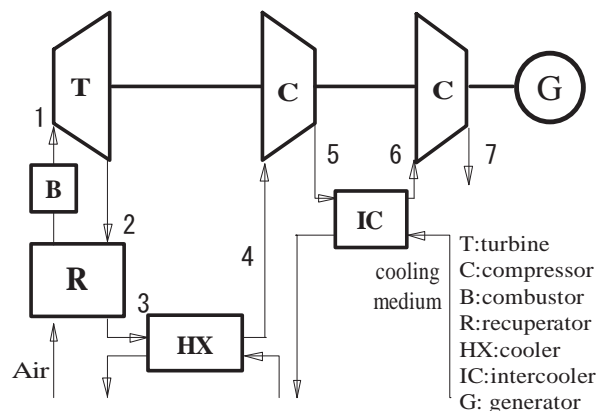 T
C
C
G
1
5
6
7
B
IC
2
4
R
3
cooling
medium
HX
Air
T:turbine
C:compressor
B:combustor
R:recuperator
HX:cooler
IC:intercooler
G: generator